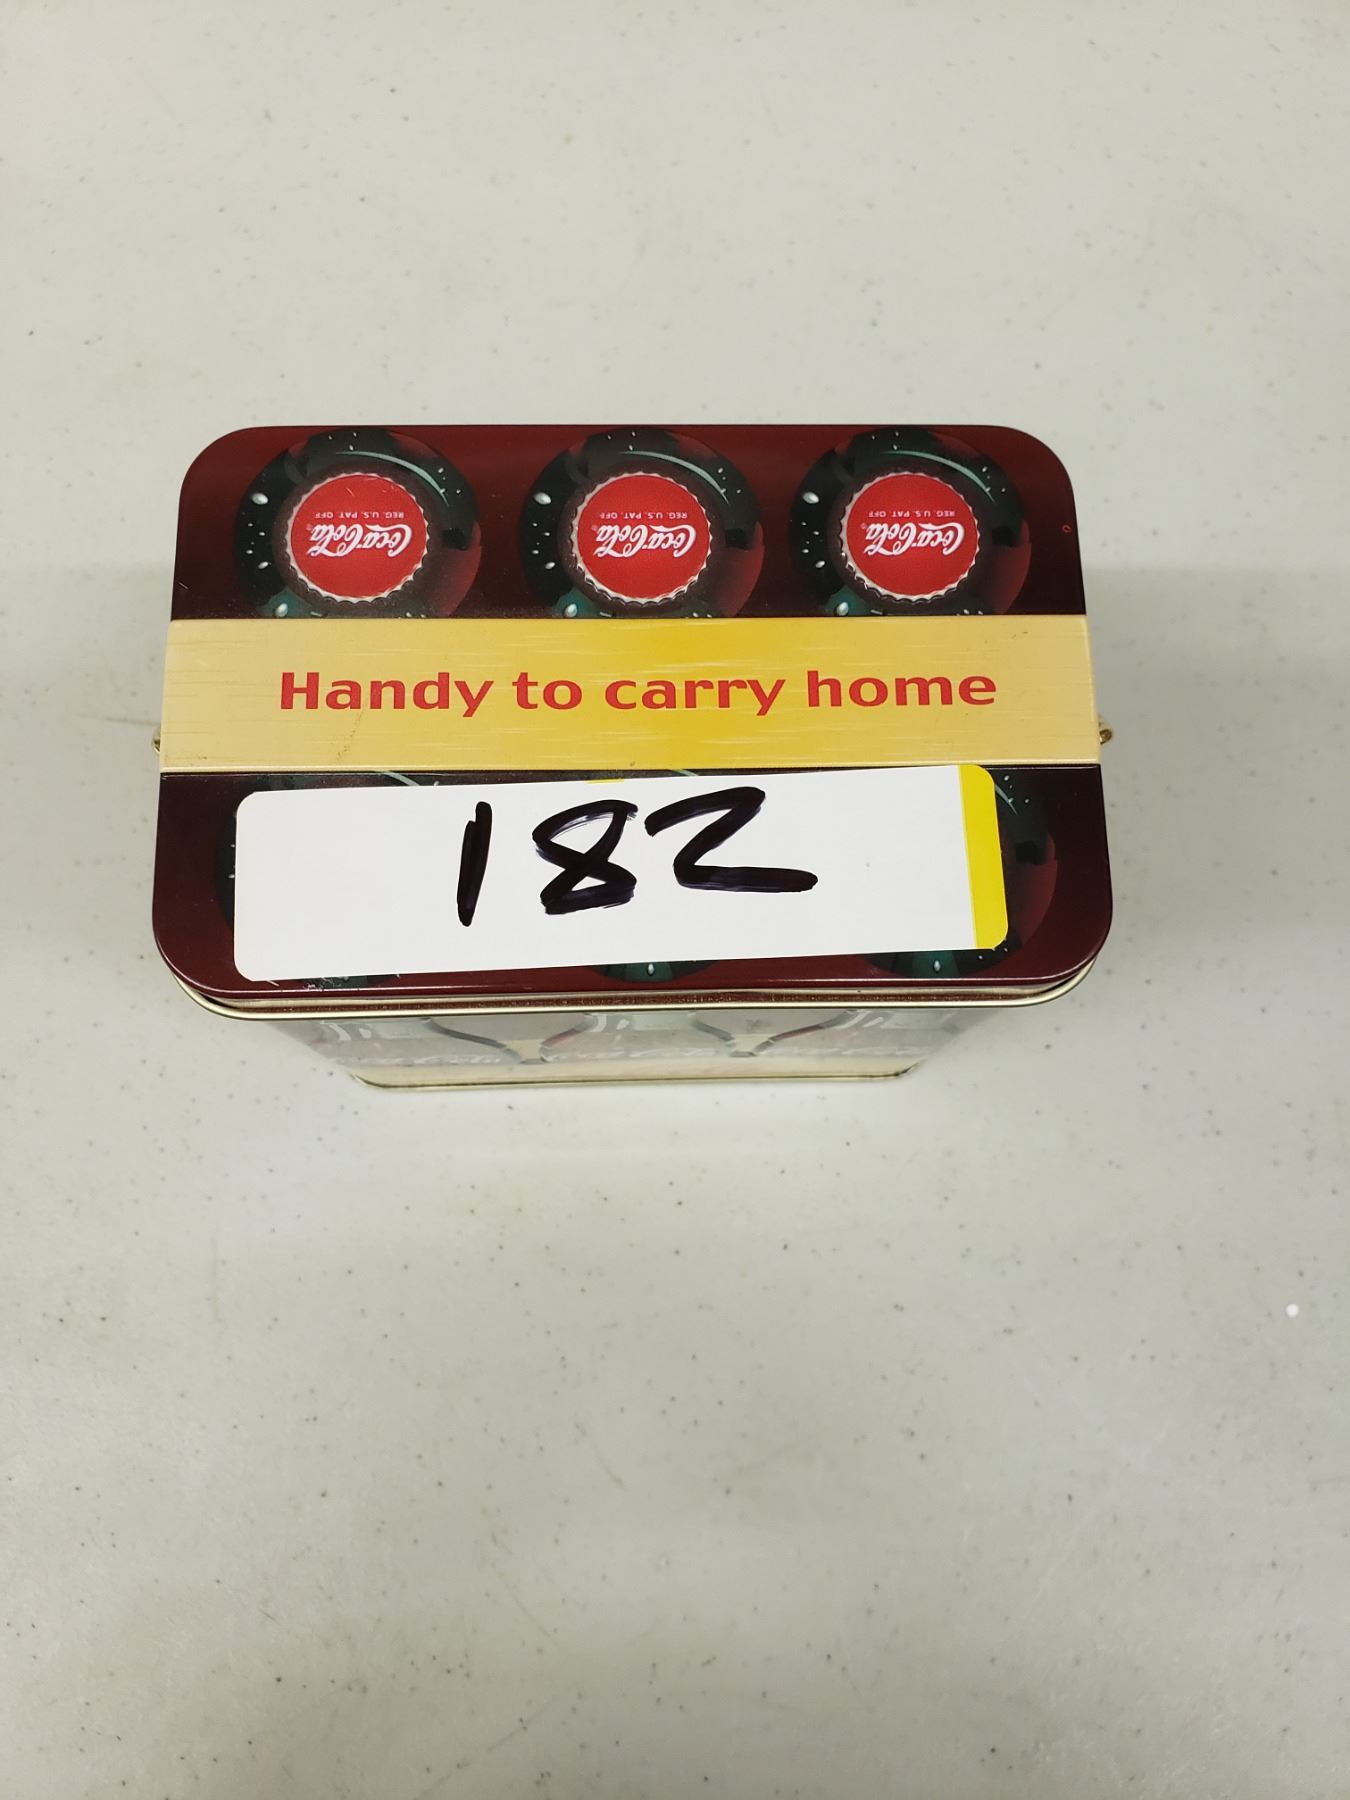 Coca-Cola
REG. U.S. PAT. OFF
Coca-Cola
REG. U.S. PAT. OFF
Coca-Cola
REG. U.S. PAT. OFF
Handy to carry home
182